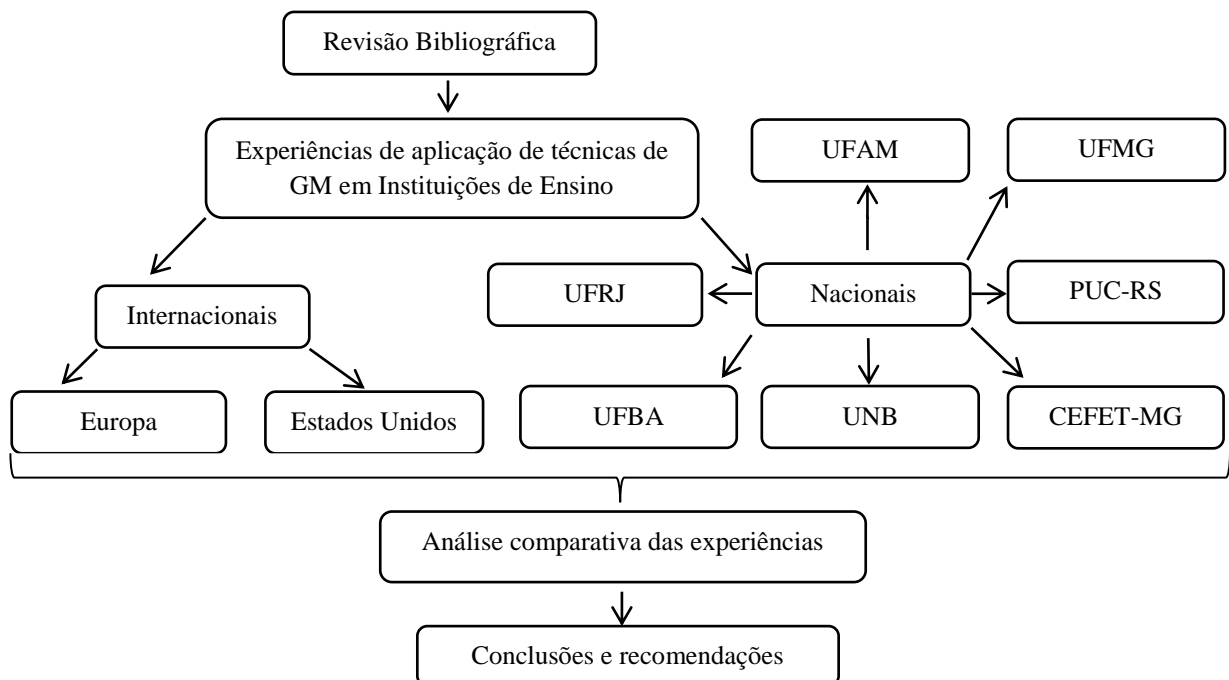 Revisão Bibliográfica
Experiências de aplicação de técnicas de
GM em Instituições de Ensino
UFAM
UFMG
UFRJ
Nacionais
PUC-RS
Internacionais
Europa
Estados Unidos
UFBA
UNB
CEFET-MG
Análise comparativa das experiências
Conclusões e recomendações